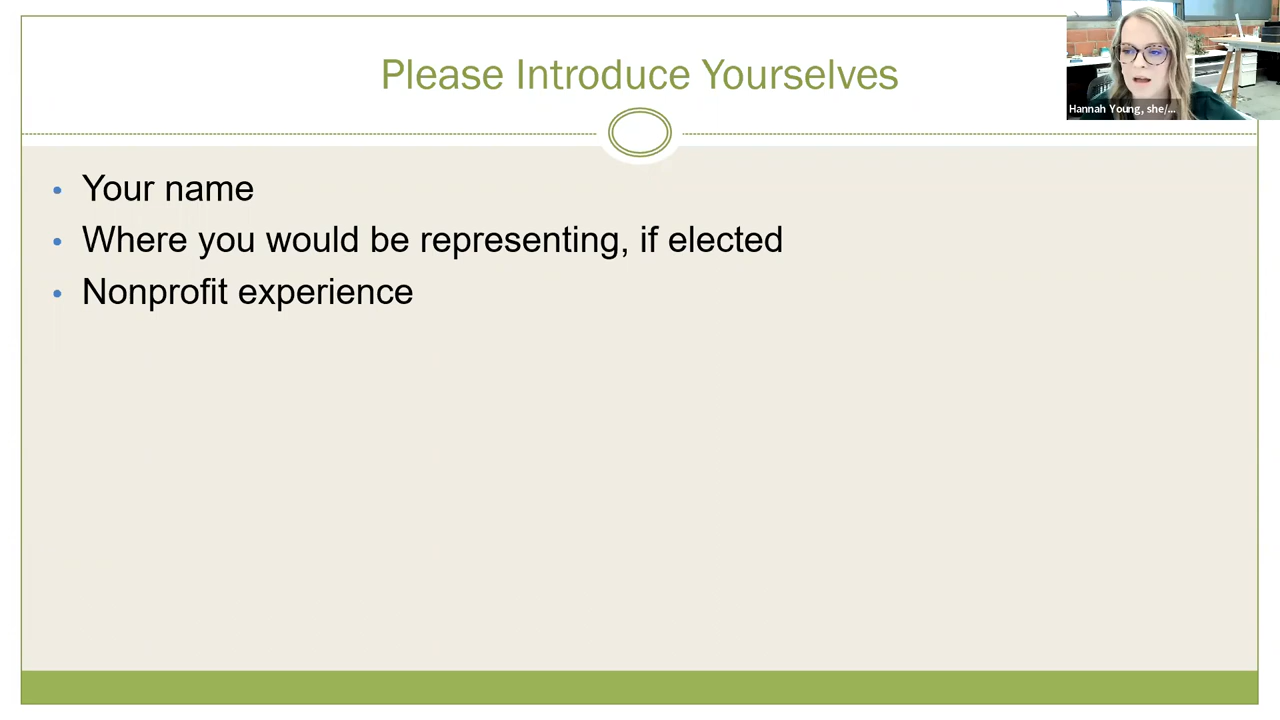 Please Introduce Yourselves
Hannah Young, she/...
• Your name
• Where you would be representing, if elected
• Nonprofit experience